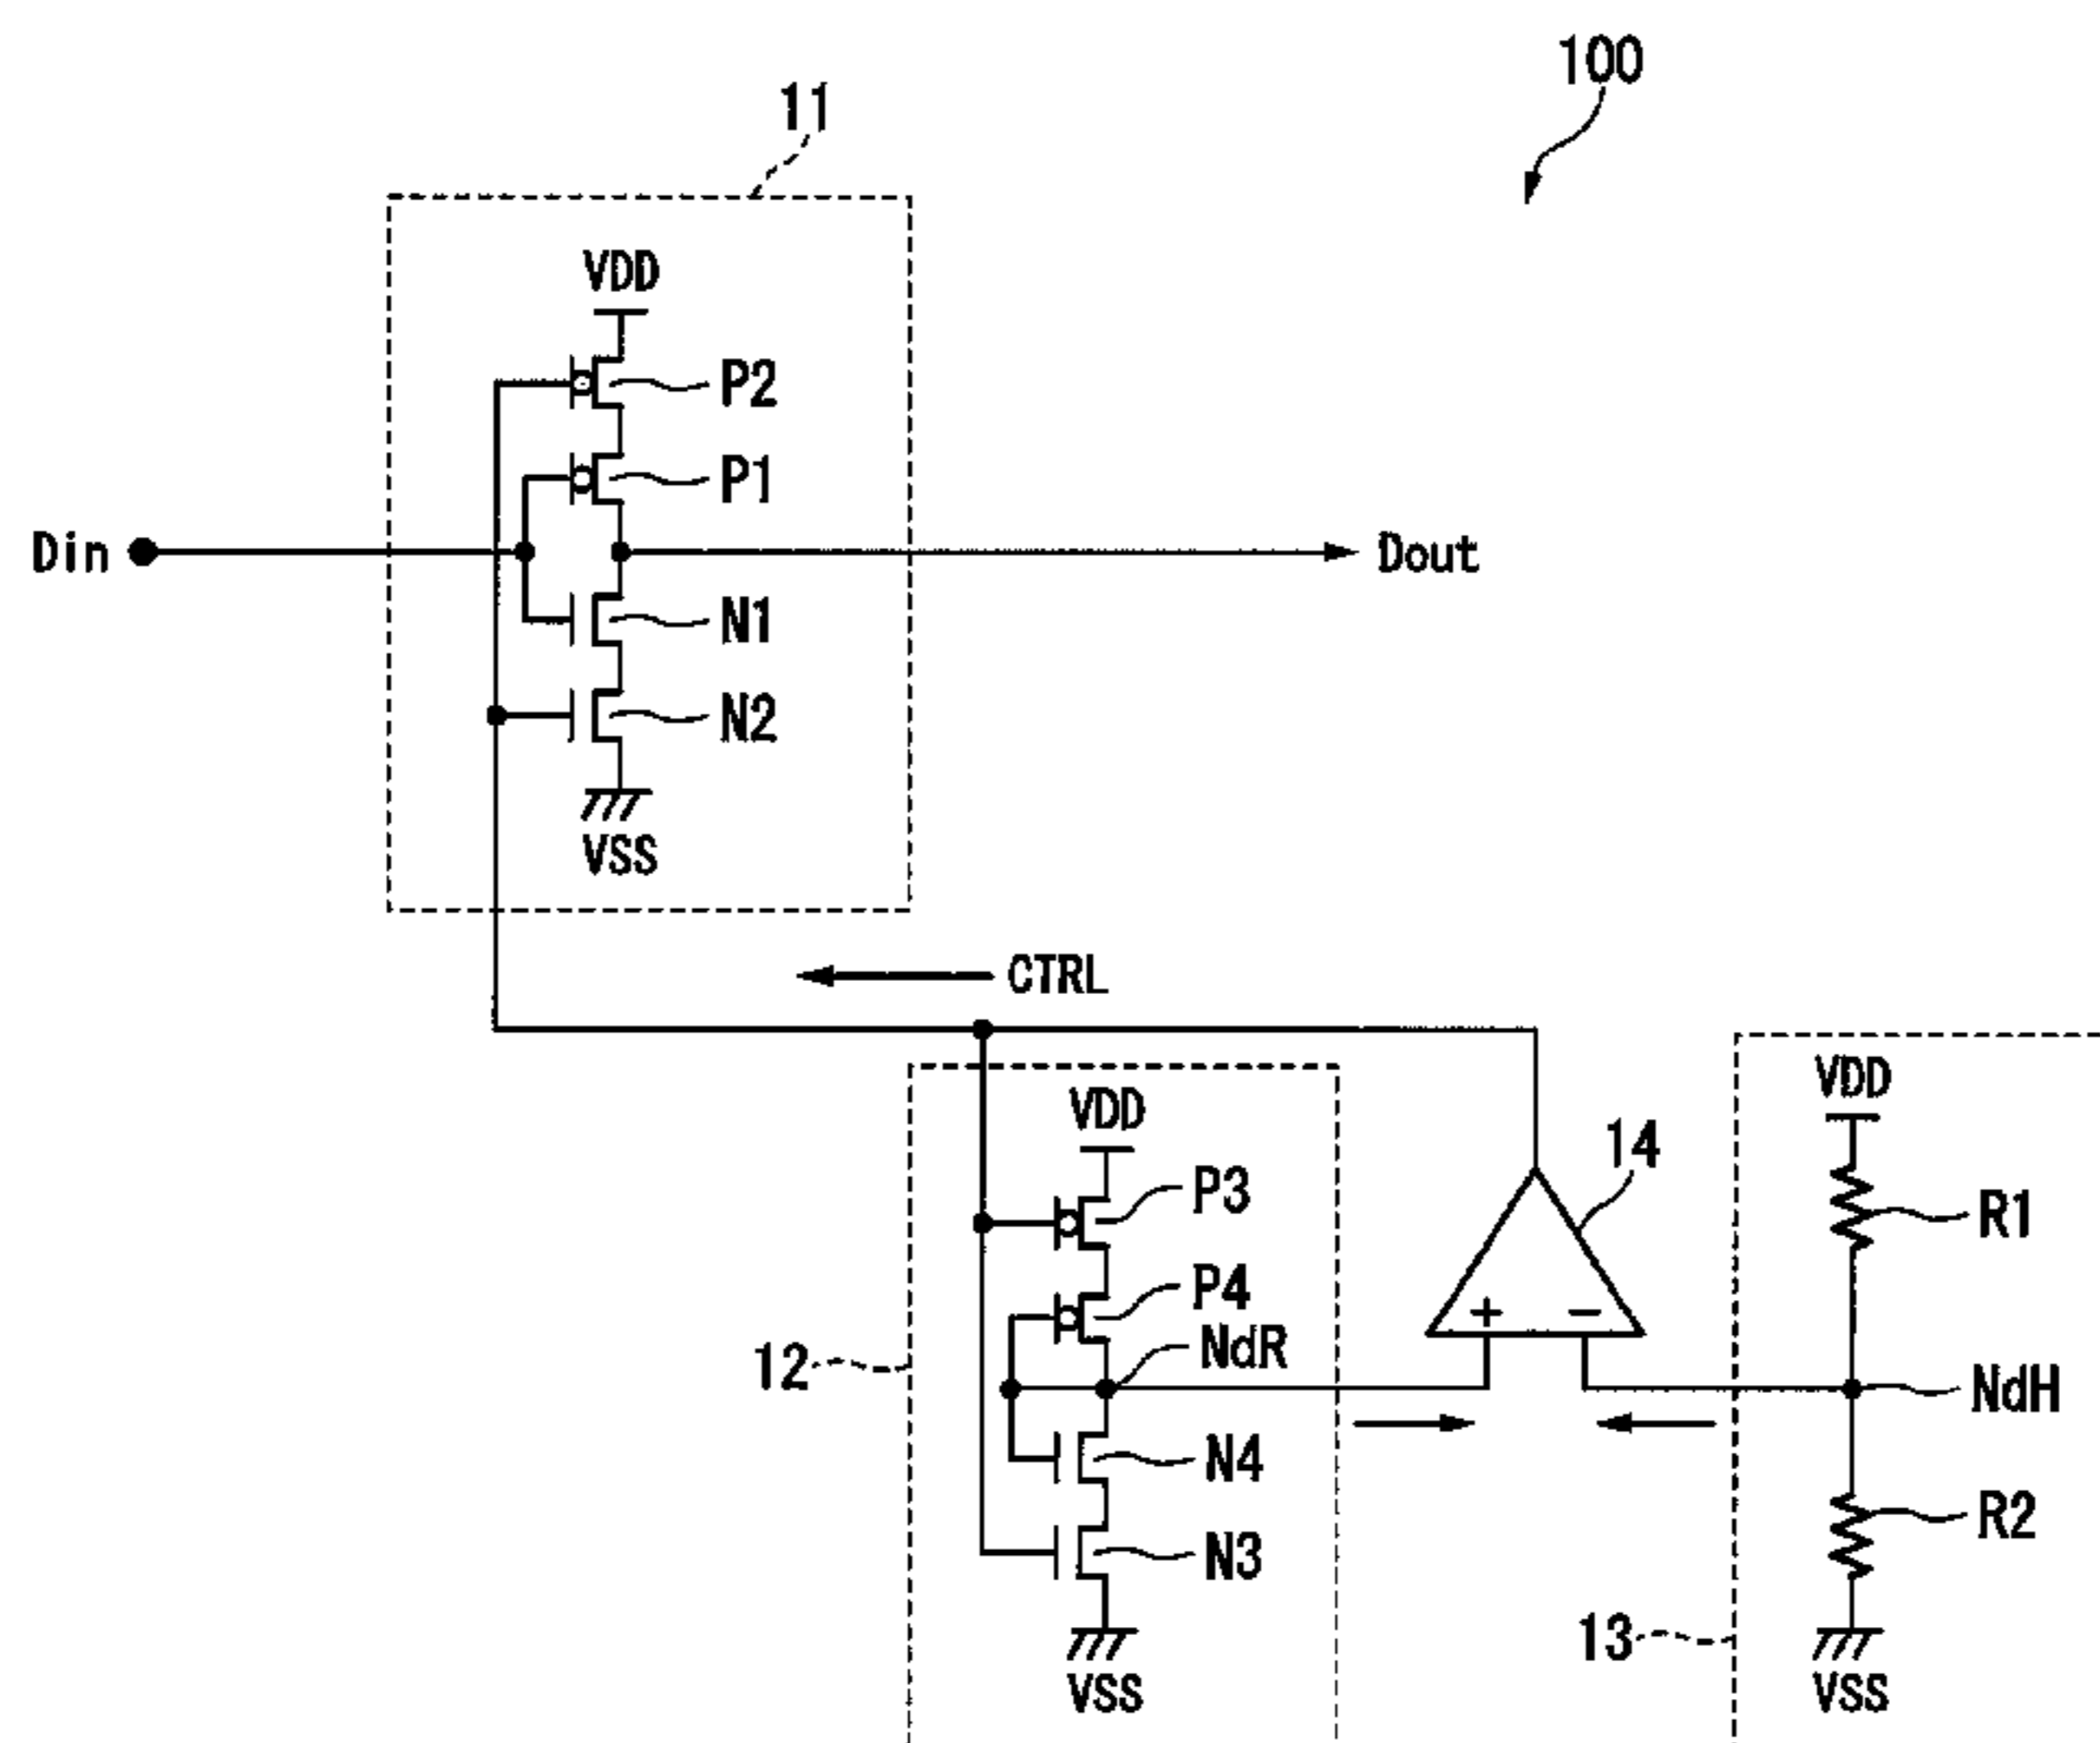 100
11
VDD
P2
P1
Din
Dout
N1
N2
VSS
CTRL
VDD
VDD
14
P3
R1
P4
+ −
12
NdR
NdH
N4
R2
N3
13
VSS
VSS